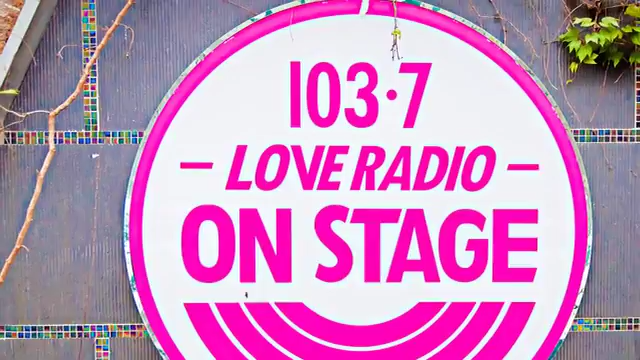 103·7
– LOVE RADIO –
ON STAGE